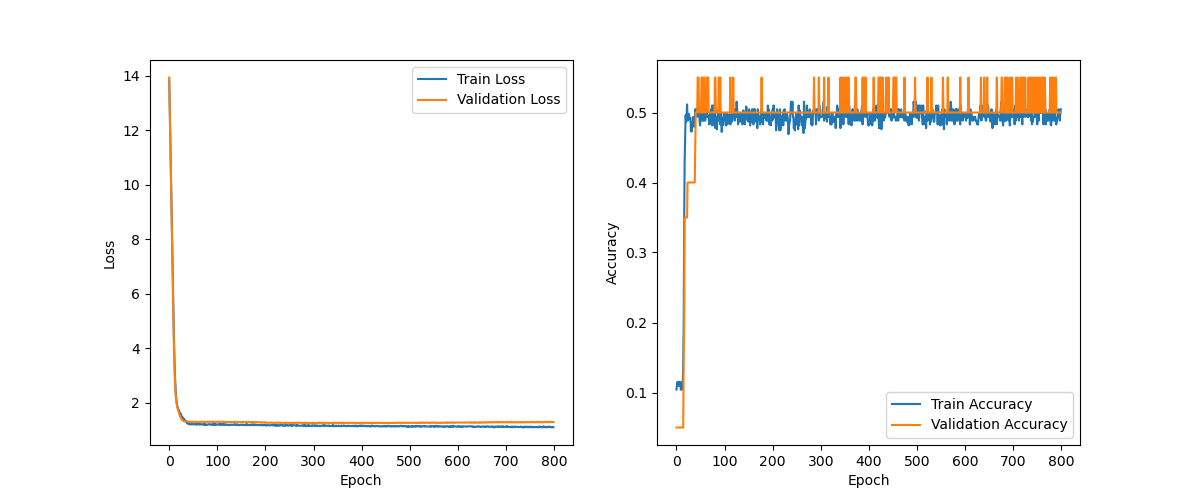 14
12
10
8
6
4
2
0 100 200 300 400 500 600 700 800
Loss
Epoch
Train Loss
Validation Loss
0.5
0.4
0.3
0.2
0.1
0 100 200 300 400 500 600 700 800
Accuracy
Epoch
Train Accuracy
Validation Accuracy